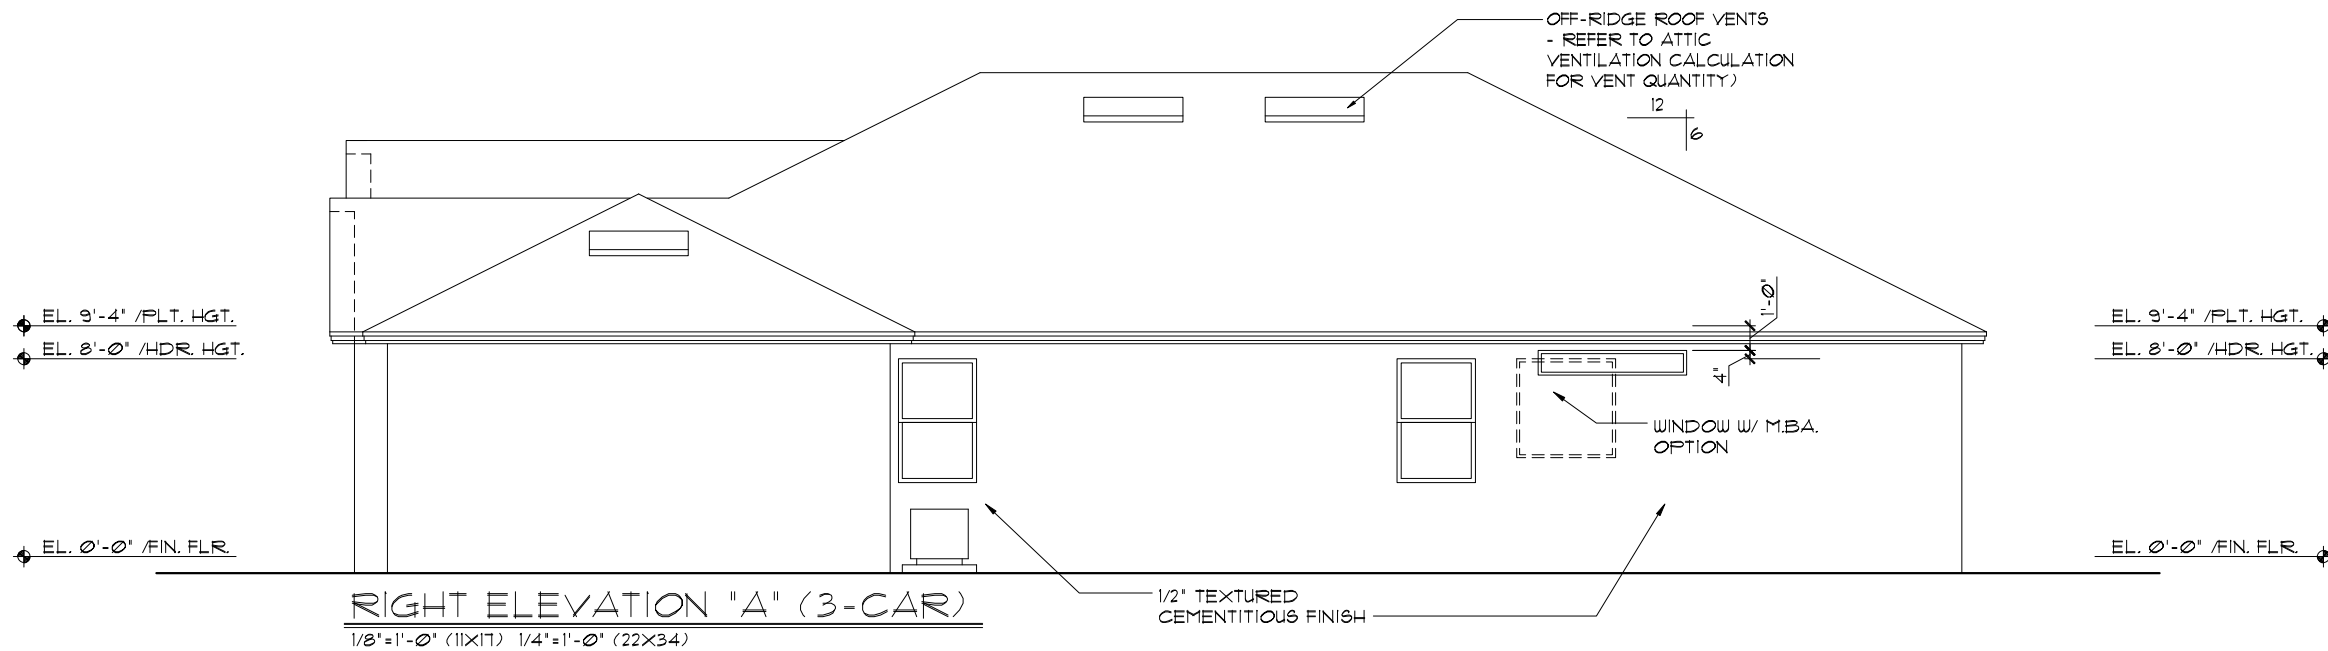 OFF-RIDGE ROOF VENTS
- REFER TO ATTIC
VENTILATION CALCULATION
FOR VENT QUANTITY)
12
6
1'-0"
EL. 9'-4" /PLT. HGT.
EL. 9'-4" /PLT. HGT.
EL. 8'-0" /HDR. HGT.
EL. 8'-0" /HDR. HGT.
4"
WINDOW W/ M.BA.
OPTION
EL. 0'-0" /FIN. FLR.
EL. 0'-0" /FIN. FLR.
1/2" TEXTURED
CEMENTITIOUS FINISH
RIGHT ELEVATION "A" (3-CAR)
1/8"=1'-0" (11X17) 1/4"=1'-0" (22X34)